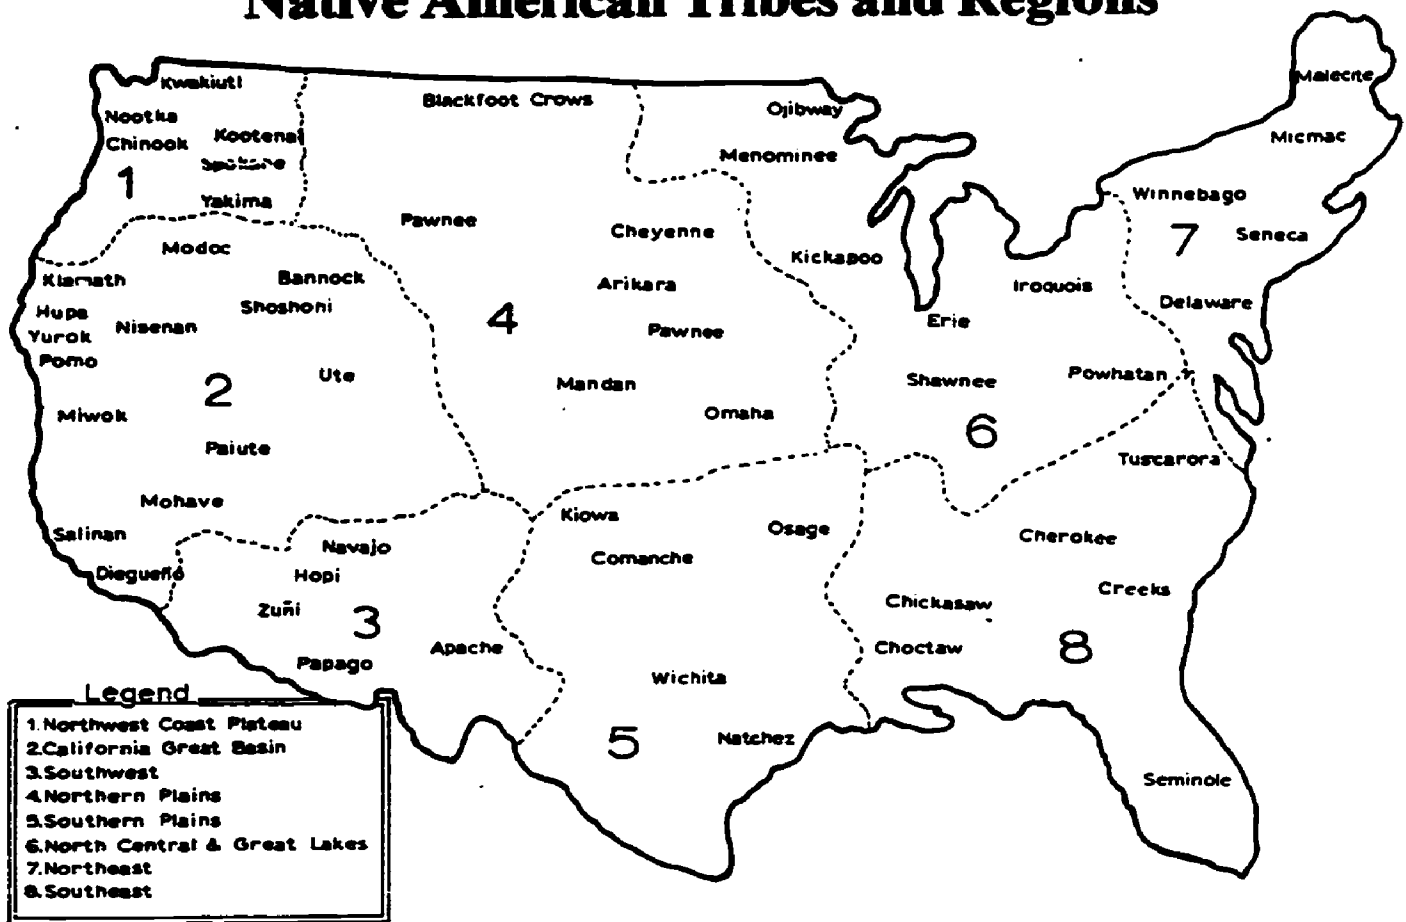 Native American Tribes and Regions
Kwakiutl
Nootka
Chinook
Kootenai
Spokane
1
Yakima
Blackfoot Crows
Ojibway
Menominee
Malecite
Micmac
Winnebago
7
Seneca
Delaware
Modoc
Klamath
Bannock
Hupa
Shoshoni
Yurok
Nisenan
Pomo
2
Ute
Miwok
Paiute
Mohave
Salinan
Diegueño
Pawnee
Cheyenne
Arikara
4
Pawnee
Mandan
Omaha
Kickapoo
Iroquois
Erie
Shawnee
Powhatan
6
Tuscarora
Navajo
Hopi
Zuñi
3
Papago
Apache
Kiowa
Osage
Comanche
Wichita
5
Natchez
Cherokee
Creeks
Chickasaw
Choctaw
8
Seminole
Legend
1.Northwest Coast Plateau
2.California Great Basin
3.Southwest
4.Northern Plains
5.Southern Plains
6.North Central & Great Lakes
7.Northeast
8.Southeast